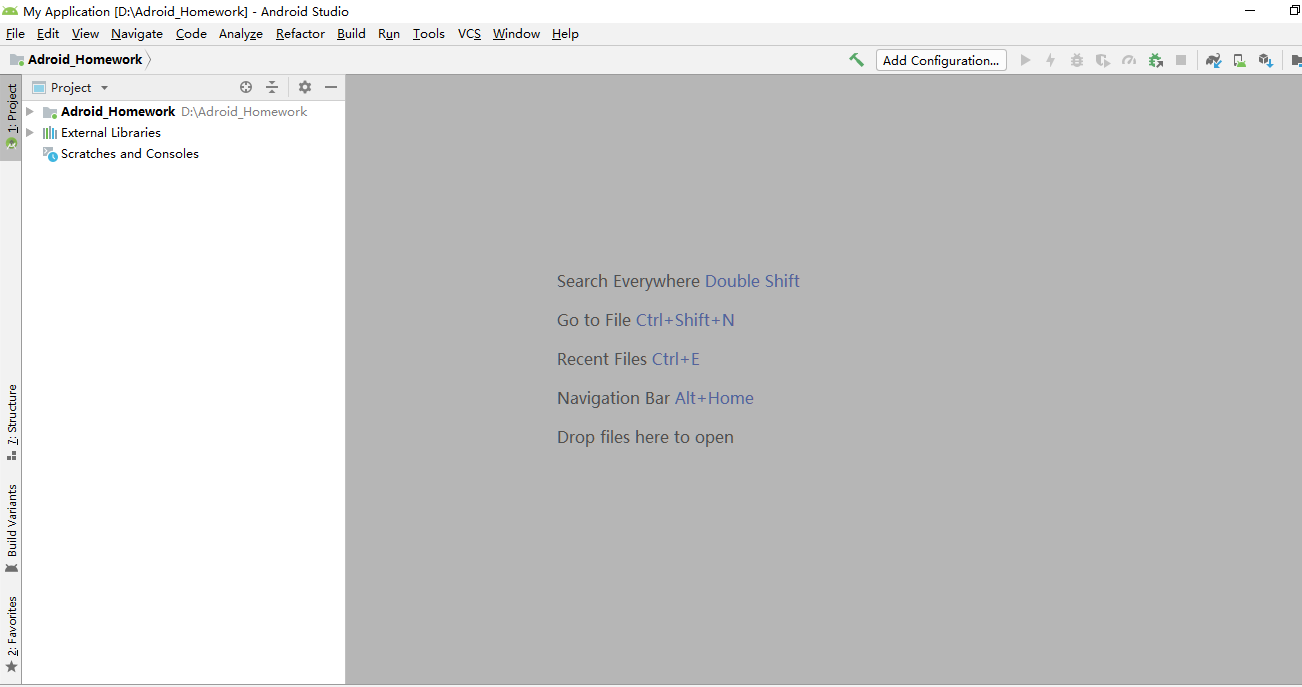 My Application [D:\Adroid_Homework] - Android Studio
File Edit View Navigate Code Analyze Refactor Build Run Tools VCS Window Help
Adroid_Homework
Add Configuration...
1: Project
Project
Adroid_Homework D:\Adroid_Homework
External Libraries
Scratches and Consoles
Search Everywhere Double Shift
Go to File Ctrl+Shift+N
Recent Files Ctrl+E
Navigation Bar Alt+Home
Drop files here to open
7: Structure
Build Variants
2: Favorites